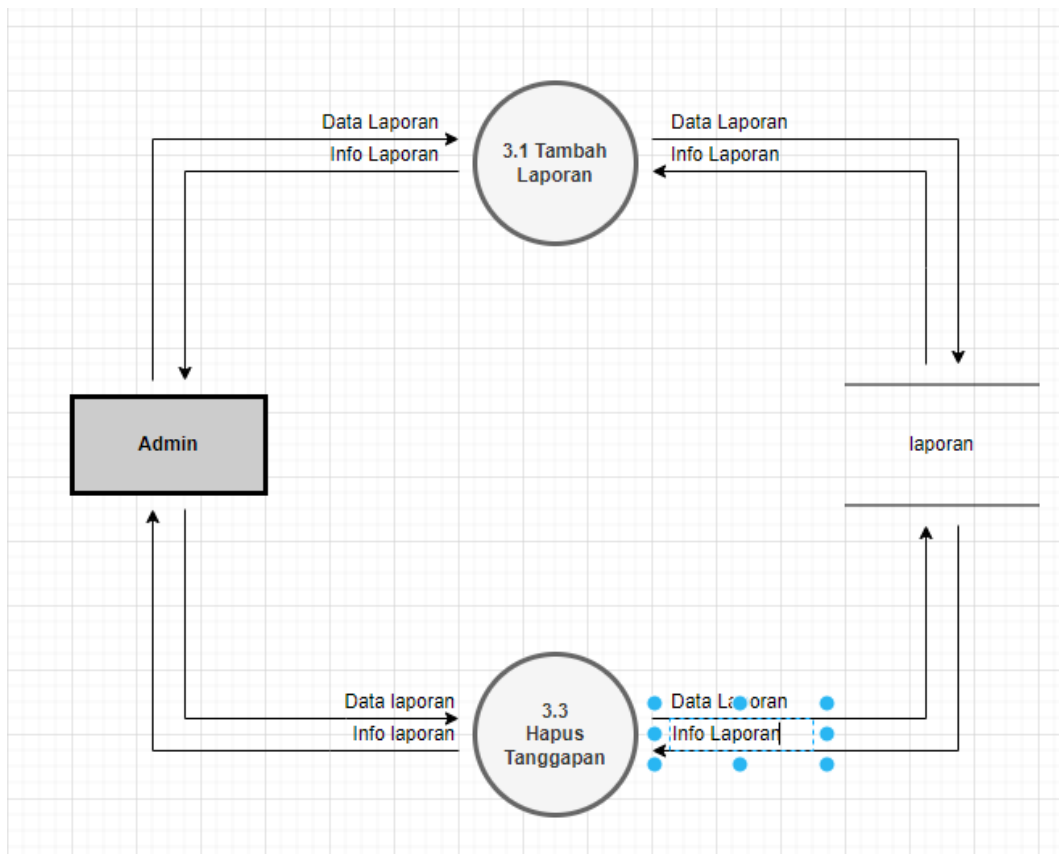 Data Laporan
Info Laporan
3.1 Tambah
Laporan
Data Laporan
Info Laporan
Admin
laporan
Data laporan
Info laporan
3.3
Hapus
Tanggapan
Data Laporan
Info Laporan